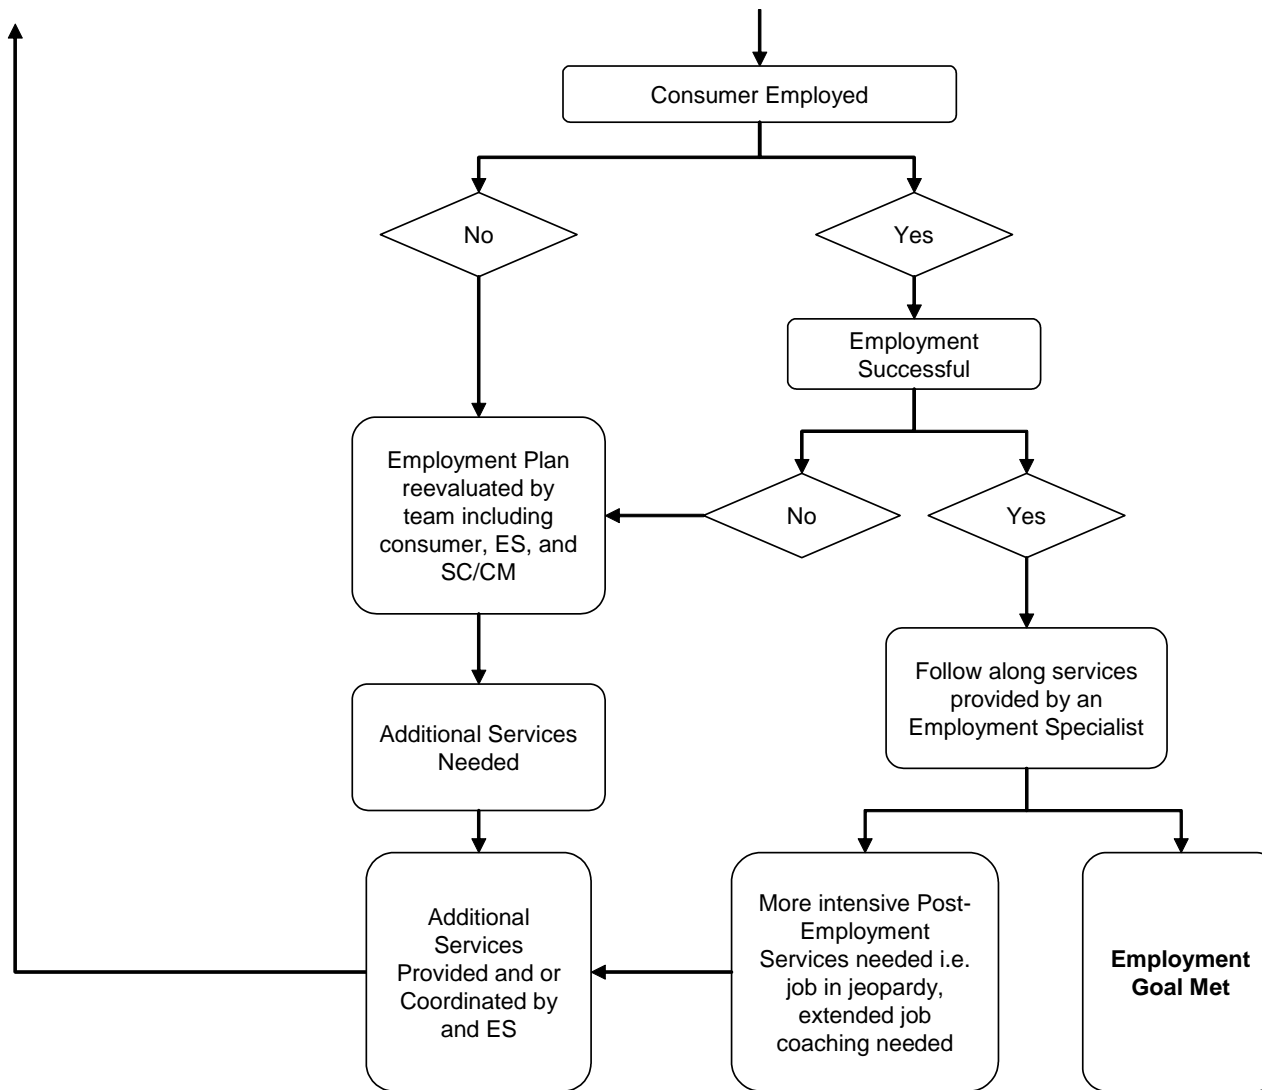 Consumer Employed
No
Yes
Employment
Successful
Employment Plan
reevaluated by
team including
consumer, ES, and
SC/CM
No
Yes
Follow along services
provided by an
Employment Specialist
Additional Services
Needed
Additional
Services
Provided and or
Coordinated by
and ES
More intensive Post-
Employment
Services needed i.e.
job in jeopardy,
extended job
coaching needed
Employment
Goal Met